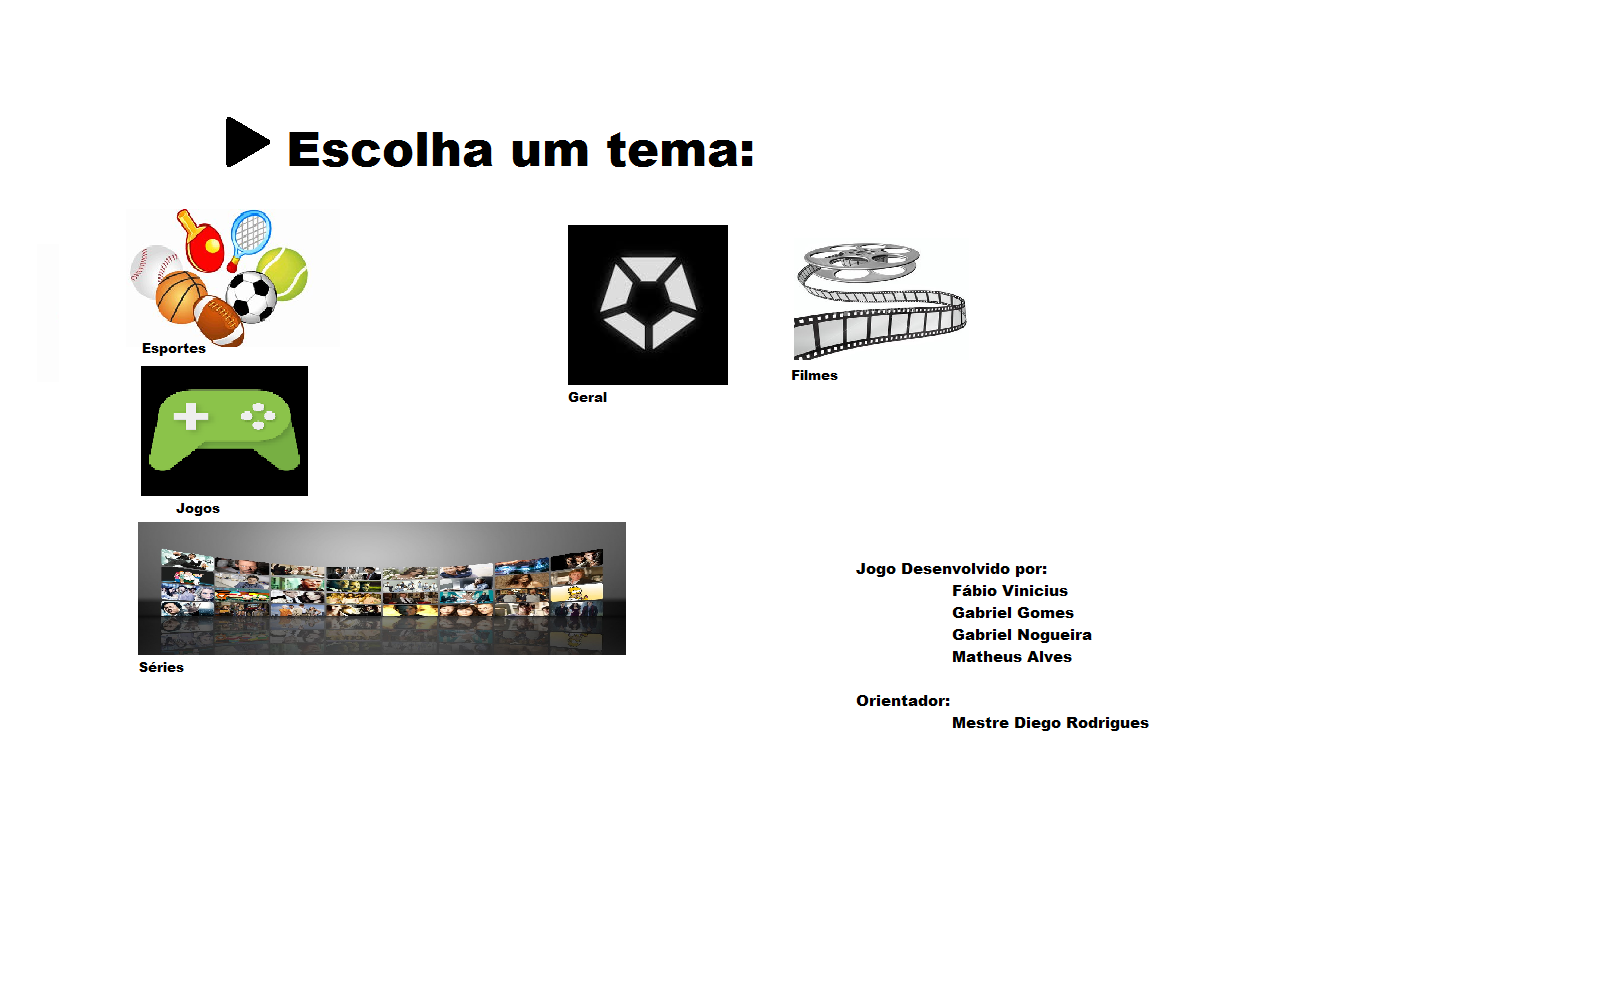 Escolha um tema:
Esportes
Geral
Filmes
Jogos
Séries
Jogo Desenvolvido por:
Fábio Vinicius
Gabriel Gomes
Gabriel Nogueira
Matheus Alves
Orientador:
Mestre Diego Rodrigues